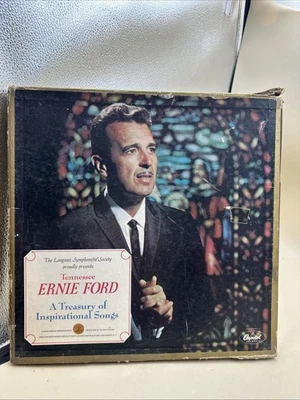 The Longines Symphonette Society
proudly presents
Tennessee
ERNIE FORD
A Treasury of
Inspirational Songs
Capitol